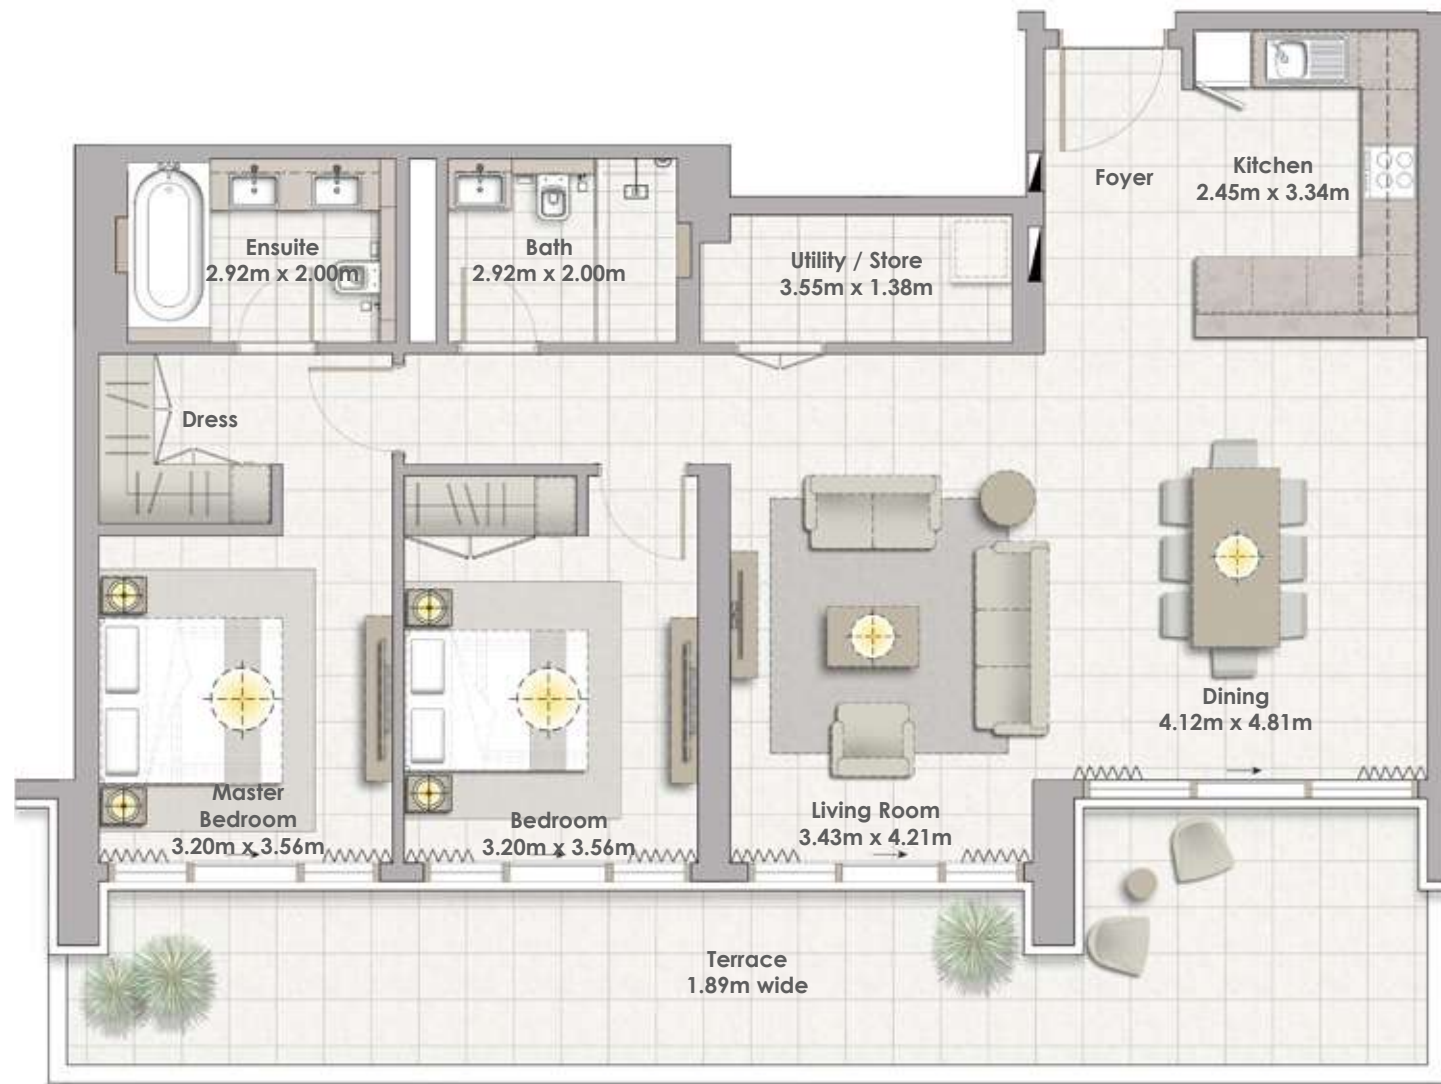 Foyer
Kitchen
2.45m x 3.34m
Ensuite
2.92m x 2.00m
Bath
2.92m x 2.00m
Utility / Store
3.55m x 1.38m
Dress
Dining
4.12m x 4.81m
Master
Bedroom
3.20m x 3.56m
Bedroom
3.20m x 3.56m
Living Room
3.43m x 4.21m
Terrace
1.89m wide